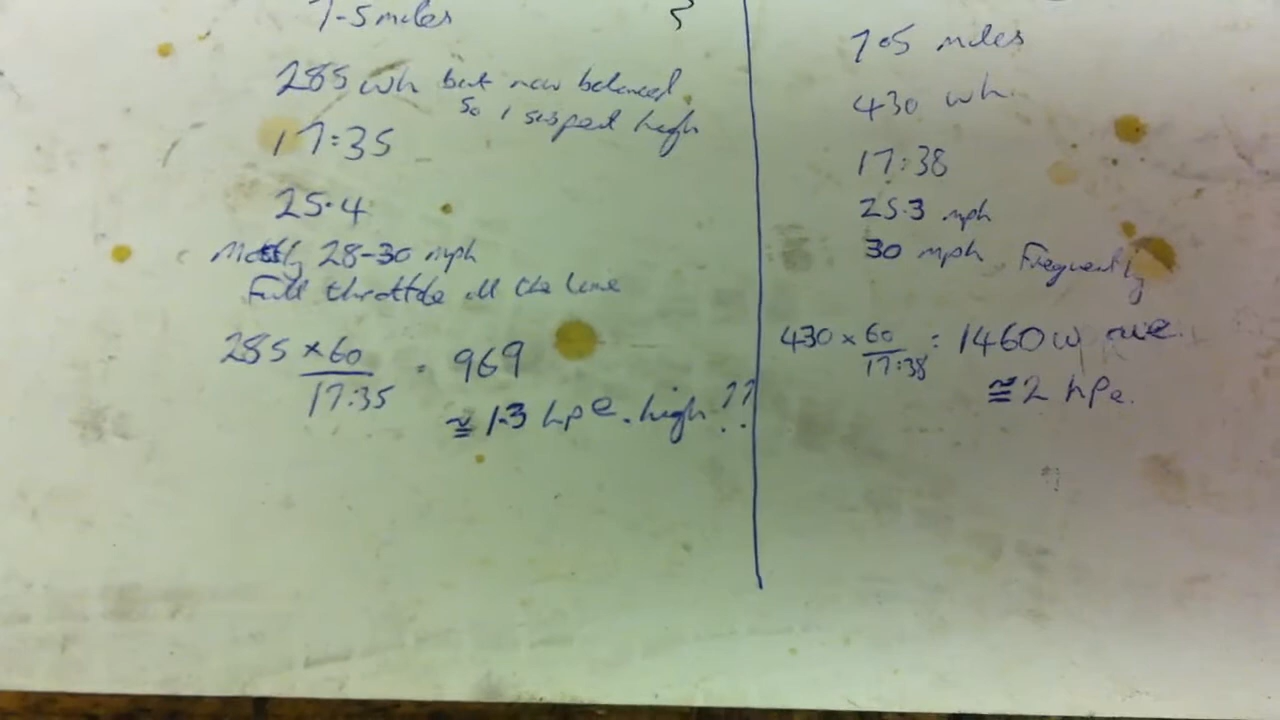 7.5 miles
285 wh but now balanced
so I suspect high
17:35
25.4
Mostly 28-30 mph
Full throttle all the time
285 × 60
17:35
= 969
≅ 1.3 hpe. high ??
7.05 miles
430 wh.
17:38
25.3 mph
30 mph Frequently
430 × 60
17:38
= 1460 w ave.
≅ 2 hpe.